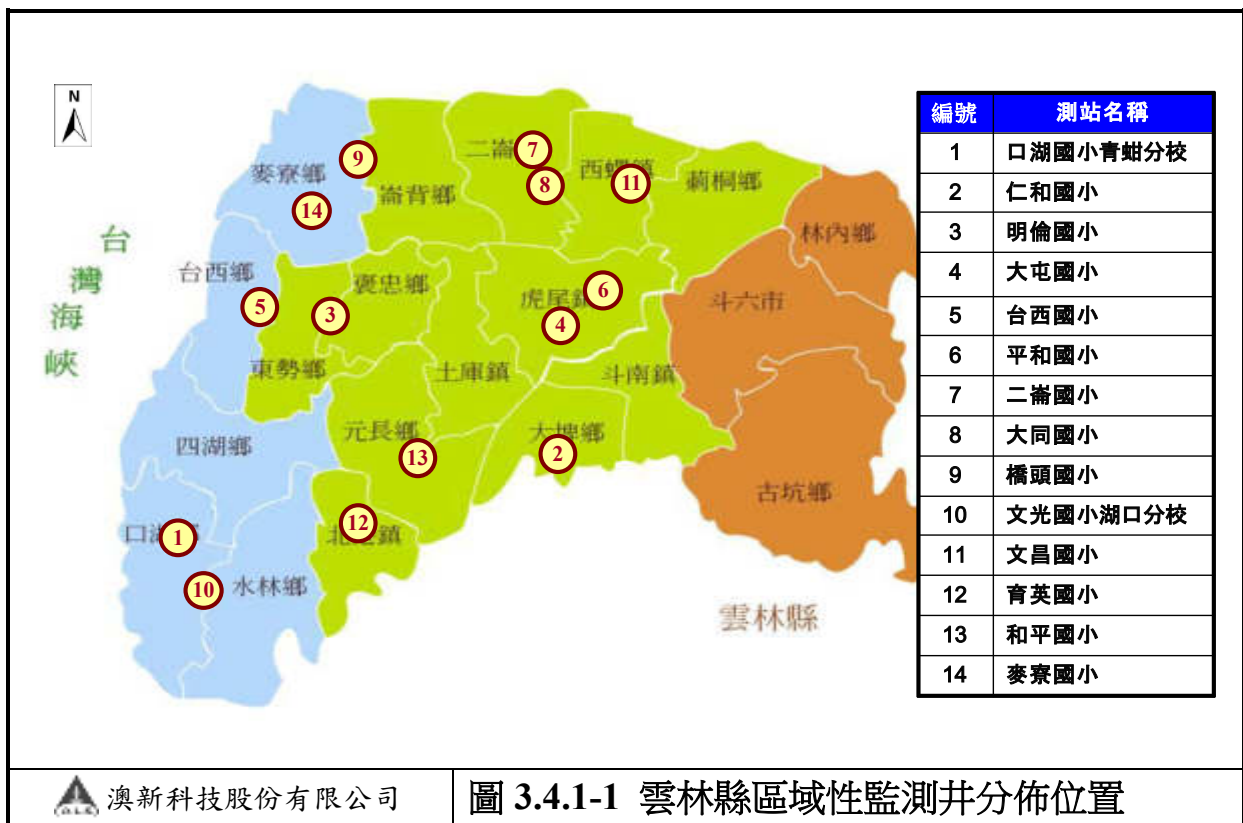 N
台灣海峽
麥寮鄉
9
14
崙背鄉
二崙
7
8
西螺鎮
11
莿桐鄉
林內鄉
台西鄉
5
褒忠鄉
3
東勢鄉
虎尾鎮
6
4
斗六市
土庫鎮
斗南鎮
四湖鄉
元長鄉
13
大埤鄉
2
古坑鄉
口湖鄉
1
12
北港鎮
10
水林鄉
雲林縣
編號 測站名稱
1 口湖國小青蚶分校
2 仁和國小
3 明倫國小
4 大屯國小
5 台西國小
6 平和國小
7 二崙國小
8 大同國小
9 橋頭國小
10 文光國小湖口分校
11 文昌國小
12 育英國小
13 和平國小
14 麥寮國小
澳新科技股份有限公司
圖 3.4.1-1 雲林縣區域性監測井分佈位置